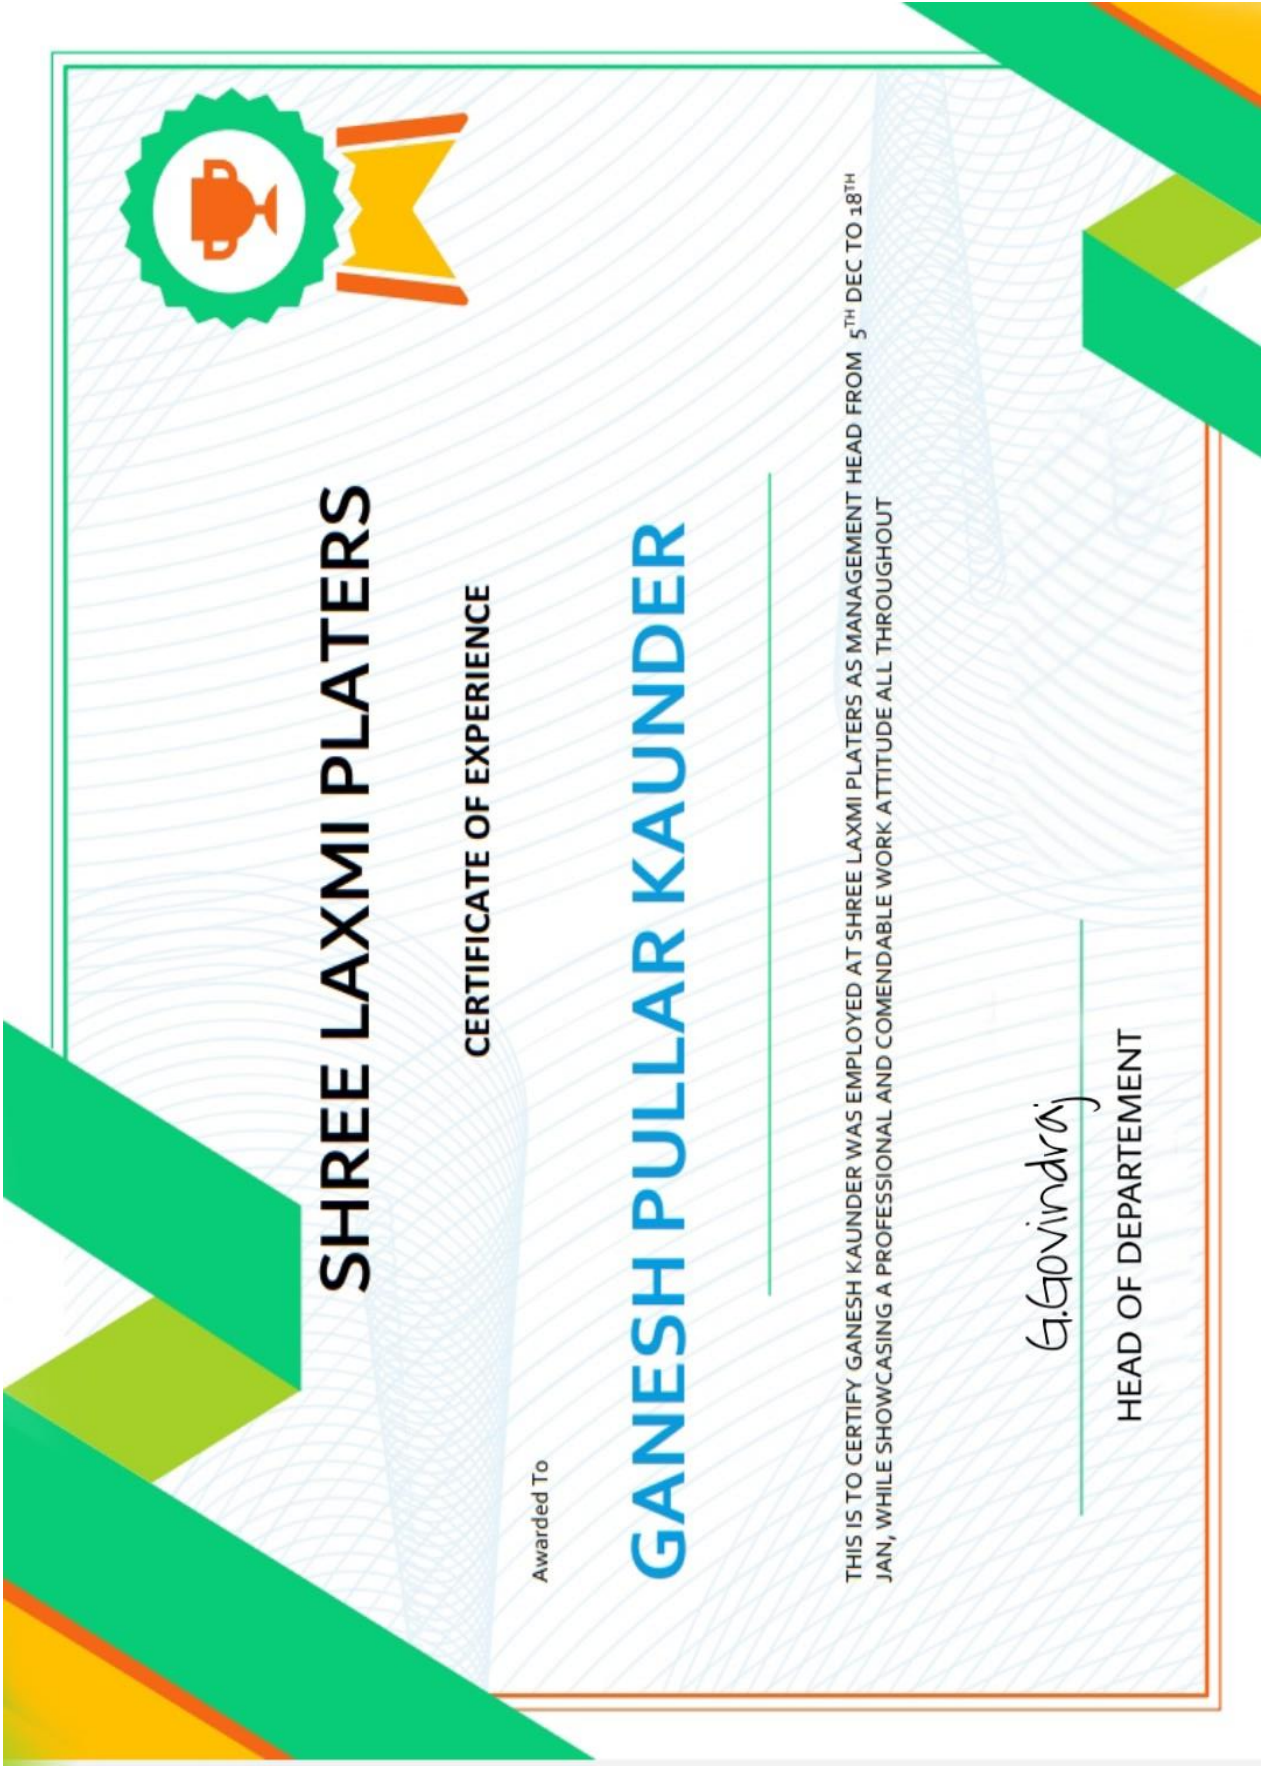 SHREE LAXMI PLATERS
CERTIFICATE OF EXPERIENCE
Awarded To
GANESH PULLAR KAUNDER
THIS IS TO CERTIFY GANESH KAUNDER WAS EMPLOYED AT SHREE LAXMI PLATERS AS MANAGEMENT HEAD FROM 5TH DEC TO 18TH
JAN, WHILE SHOWCASING A PROFESSIONAL AND COMENDABLE WORK ATTITUDE ALL THROUGHOUT
G.Govindraj
HEAD OF DEPARTEMENT